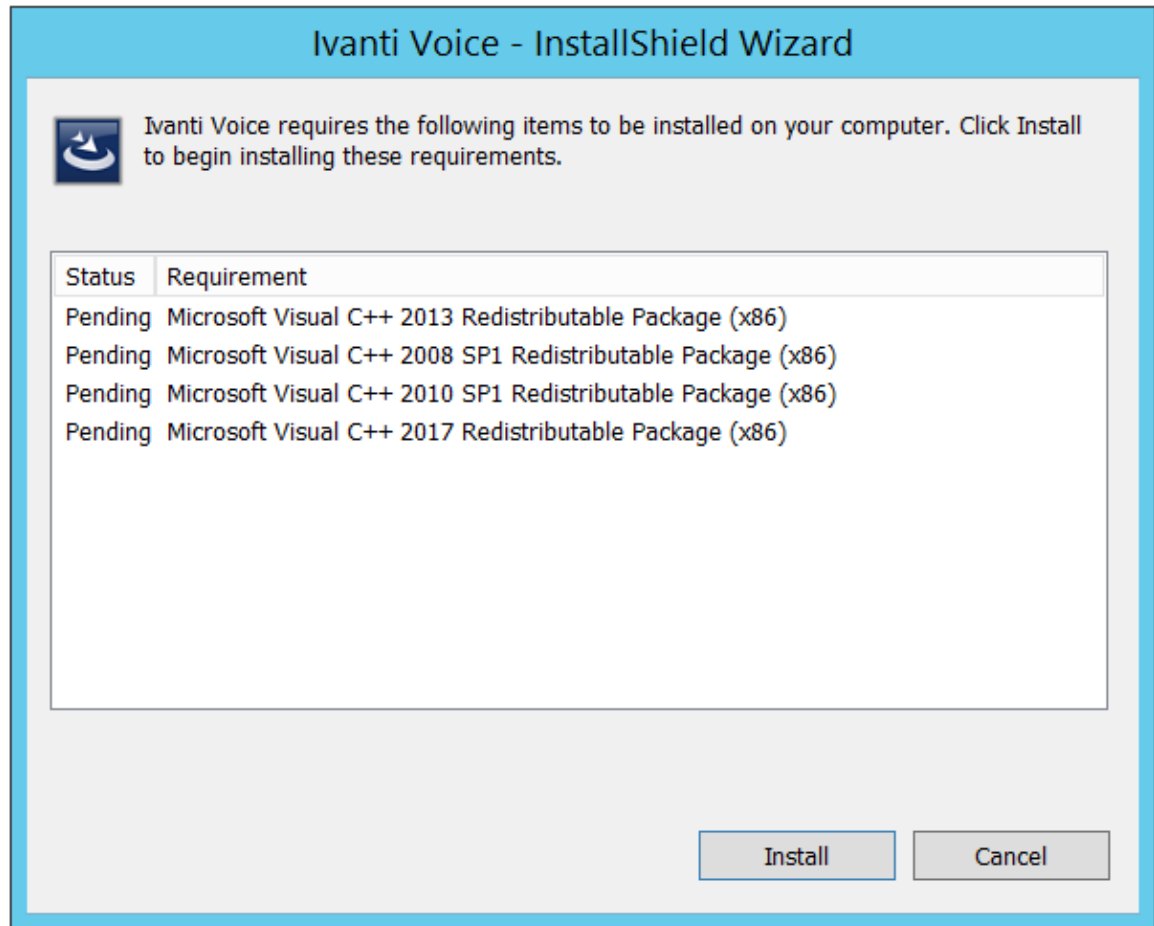 Ivanti Voice - InstallShield Wizard
Ivanti Voice requires the following items to be installed on your computer. Click Install
to begin installing these requirements.
Status Requirement
Pending Microsoft Visual C++ 2013 Redistributable Package (x86)
Pending Microsoft Visual C++ 2008 SP1 Redistributable Package (x86)
Pending Microsoft Visual C++ 2010 SP1 Redistributable Package (x86)
Pending Microsoft Visual C++ 2017 Redistributable Package (x86)
Install Cancel